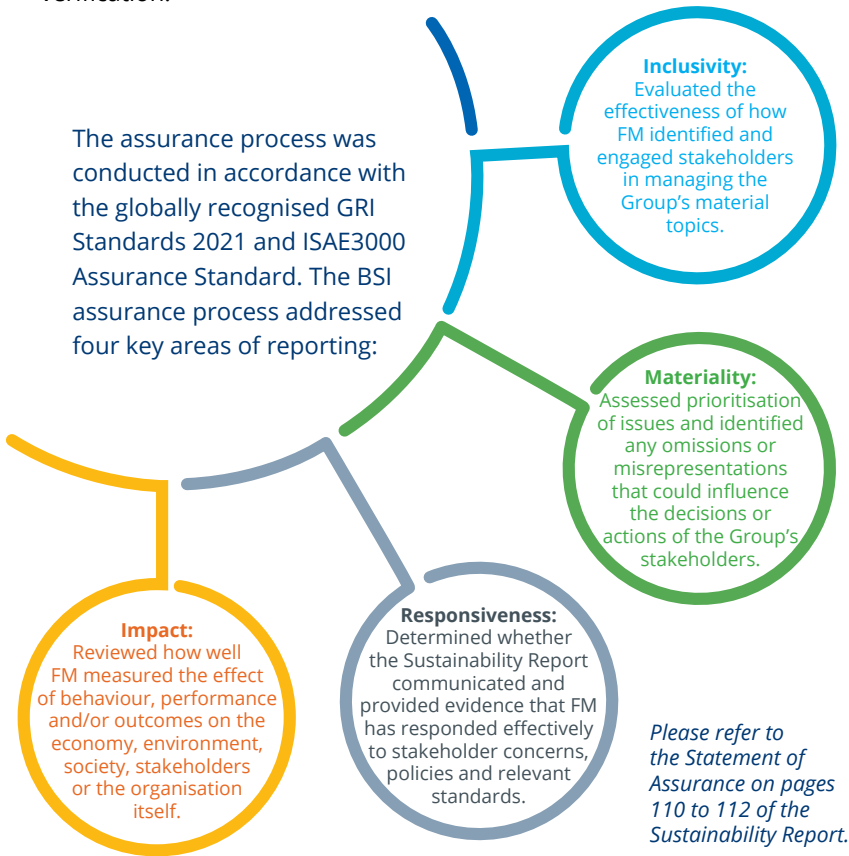 The assurance process was
conducted in accordance with
the globally recognised GRI
Standards 2021 and ISAE3000
Assurance Standard. The BSI
assurance process addressed
four key areas of reporting:
Inclusivity:
Evaluated the
effectiveness of how
FM identified and
engaged stakeholders
in managing the
Group’s material
topics.
Materiality:
Assessed prioritisation
of issues and identified
any omissions or
misrepresentations
that could influence
the decisions or
actions of the Group’s
stakeholders.
Responsiveness:
Determined whether
the Sustainability Report
communicated and
provided evidence that FM
has responded effectively
to stakeholder concerns,
policies and relevant
standards.
Impact:
Reviewed how well
FM measured the effect
of behaviour, performance
and/or outcomes on the
economy, environment,
society, stakeholders
or the organisation
itself.
Please refer to
the Statement of
Assurance on pages
110 to 112 of the
Sustainability Report.